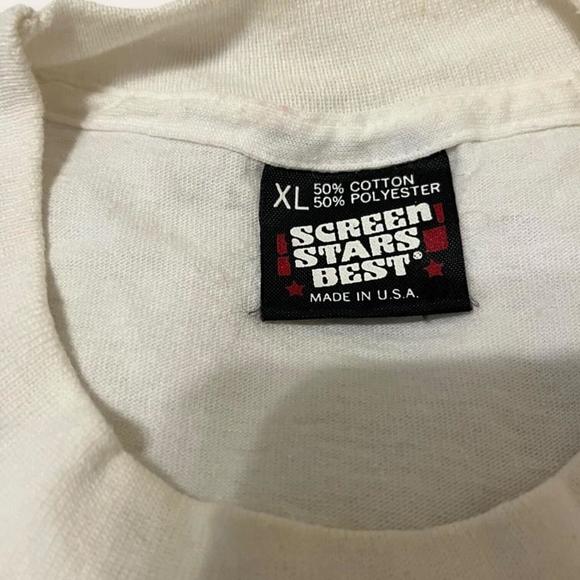 XL 50% COTTON
50% POLYESTER
SCREEN
STARS
BEST®
MADE IN U.S.A.